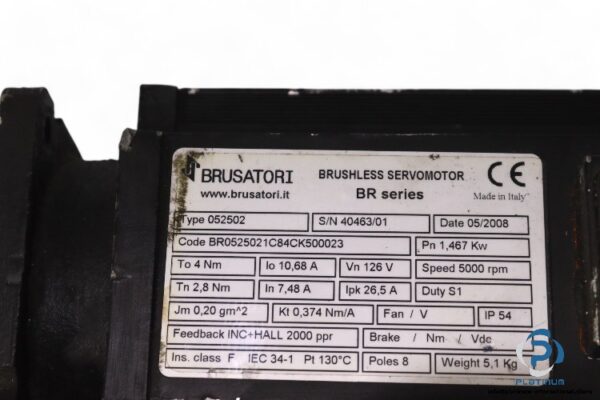 BRUSATORI BRUSHLESS SERVOMOTOR CE
www.brusatori.it BR series Made in Italy
Type 052502 S/N 40463/01 Date 05/2008
Code BR0525021C84CK500023 Pn 1,467 Kw
To 4 Nm Io 10,68 A Vn 126 V Speed 5000 rpm
Tn 2,8 Nm In 7,48 A Ipk 26,5 A Duty S1
Jm 0,20 gm^2 Kt 0,374 Nm/A Fan / V IP 54
Feedback INC+HALL 2000 ppr Brake / Nm / Vdc
Ins. class F IEC 34-1 Pt 130°C Poles 8 Weight 5,1 Kg
PLATINUM